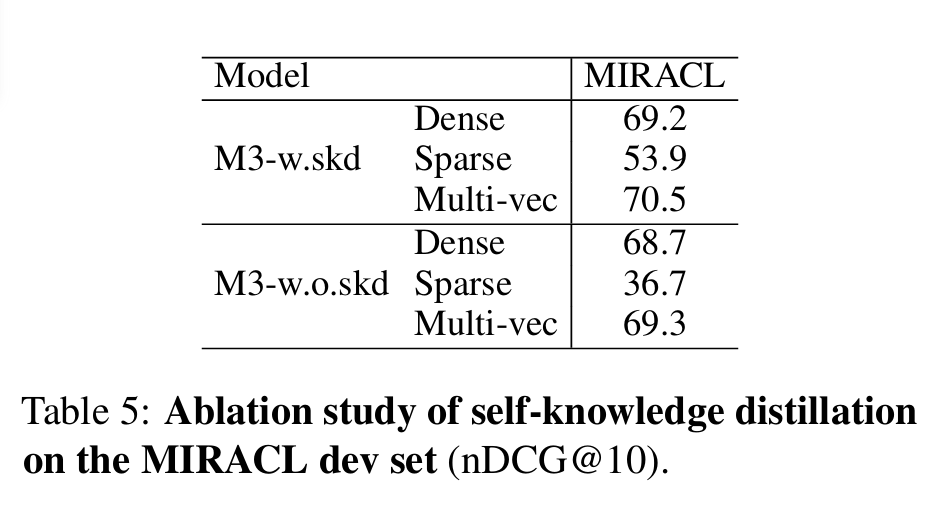 Model MIRACL
Dense 69.2
M3-w.skd Sparse 53.9
Multi-vec 70.5
Dense 68.7
M3-w.o.skd Sparse 36.7
Multi-vec 69.3
Table 5: Ablation study of self-knowledge distillation
on the MIRACL dev set (nDCG@10).